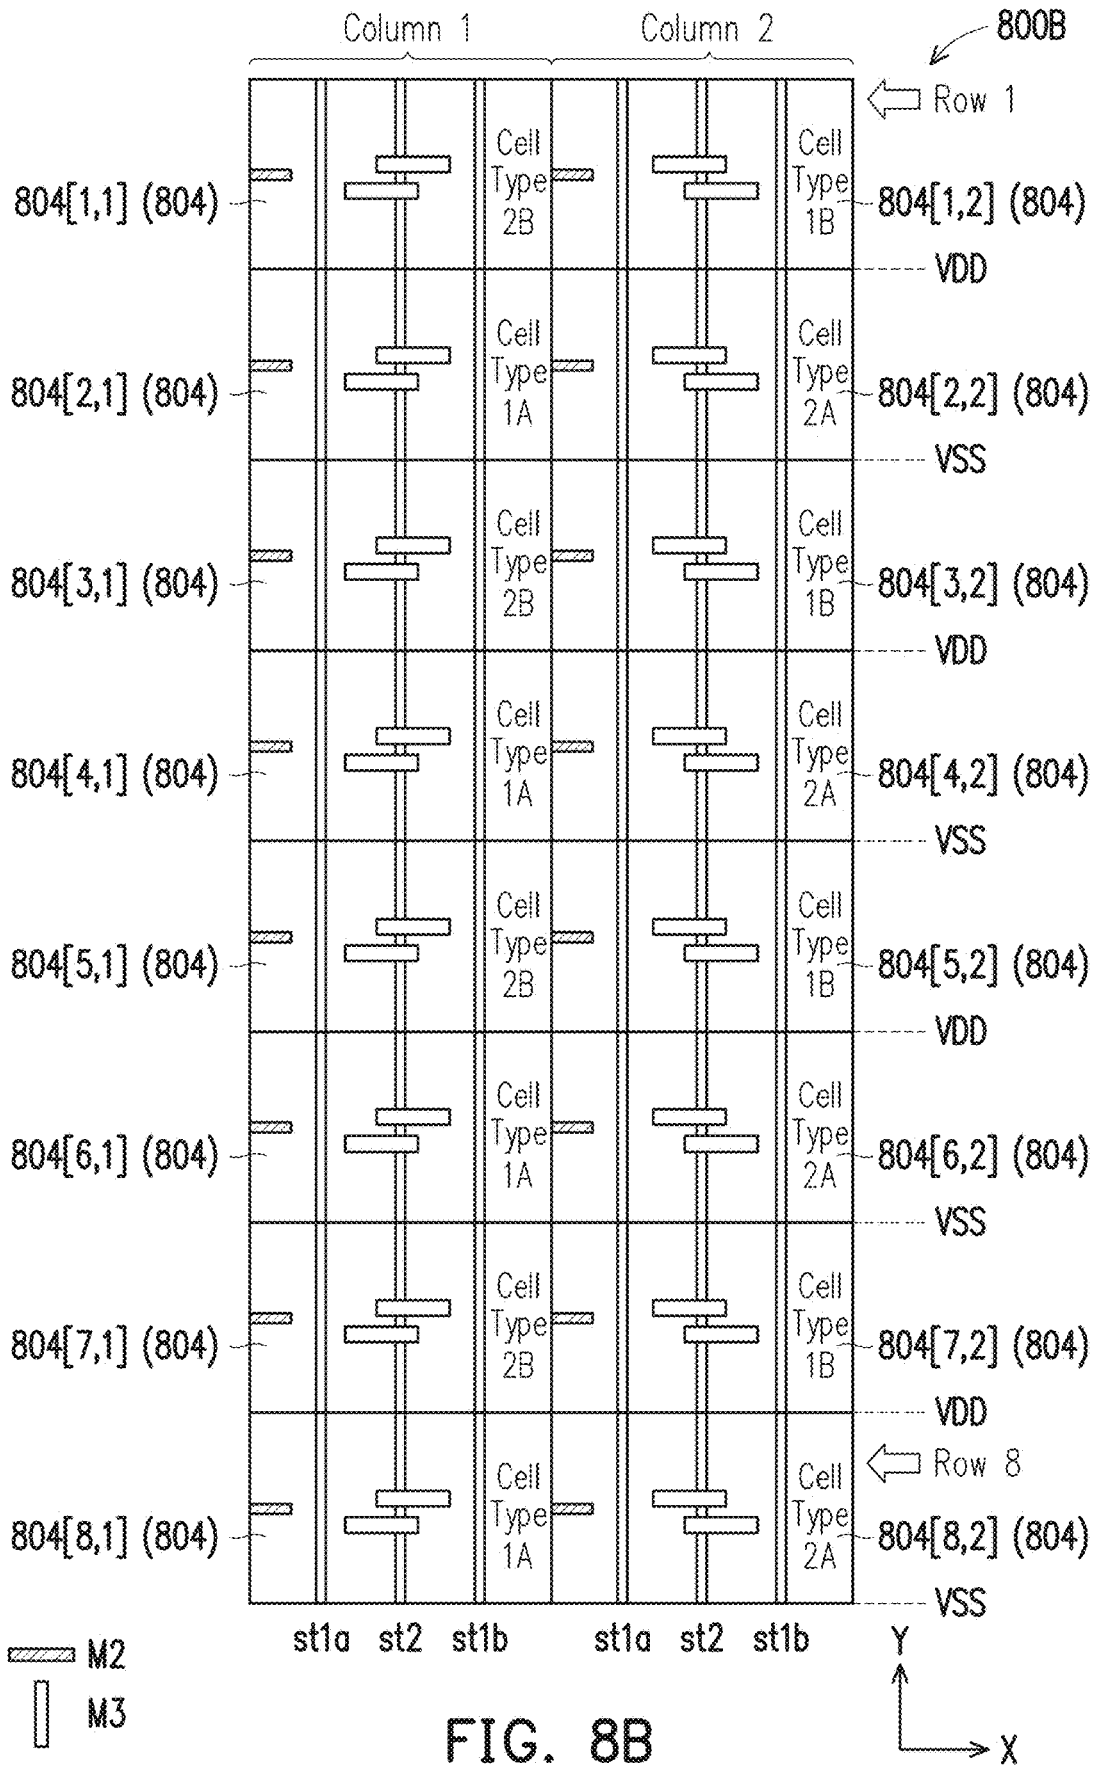 Column 1 Column 2 800B
Row 1
804[1,1] (804) Cell Type 2B Cell Type 1B 804[1,2] (804)
VDD
804[2,1] (804) Cell Type 1A Cell Type 2A 804[2,2] (804)
VSS
804[3,1] (804) Cell Type 2B Cell Type 1B 804[3,2] (804)
VDD
804[4,1] (804) Cell Type 1A Cell Type 2A 804[4,2] (804)
VSS
804[5,1] (804) Cell Type 2B Cell Type 1B 804[5,2] (804)
VDD
804[6,1] (804) Cell Type 1A Cell Type 2A 804[6,2] (804)
VSS
804[7,1] (804) Cell Type 2B Cell Type 1B 804[7,2] (804)
VDD
Row 8
804[8,1] (804) Cell Type 1A Cell Type 2A 804[8,2] (804)
VSS
st1a st2 st1b st1a st2 st1b
M2
M3
Y
X
FIG. 8B